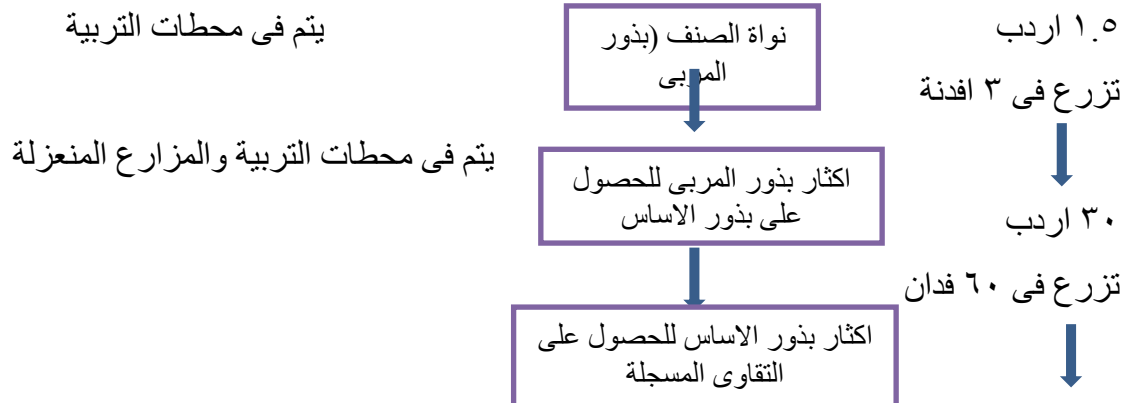 ١.٥ اردب
نواة الصنف (بذور
المربى
يتم فى محطات التربية
تزرع فى ٣ افدنة
يتم فى محطات التربية والمزارع المنعزلة
اكثار بذور المربى للحصول
على بذور الاساس
٣٠ اردب
تزرع فى ٦٠ فدان
اكثار بذور الاساس للحصول على
التقاوى المسجلة